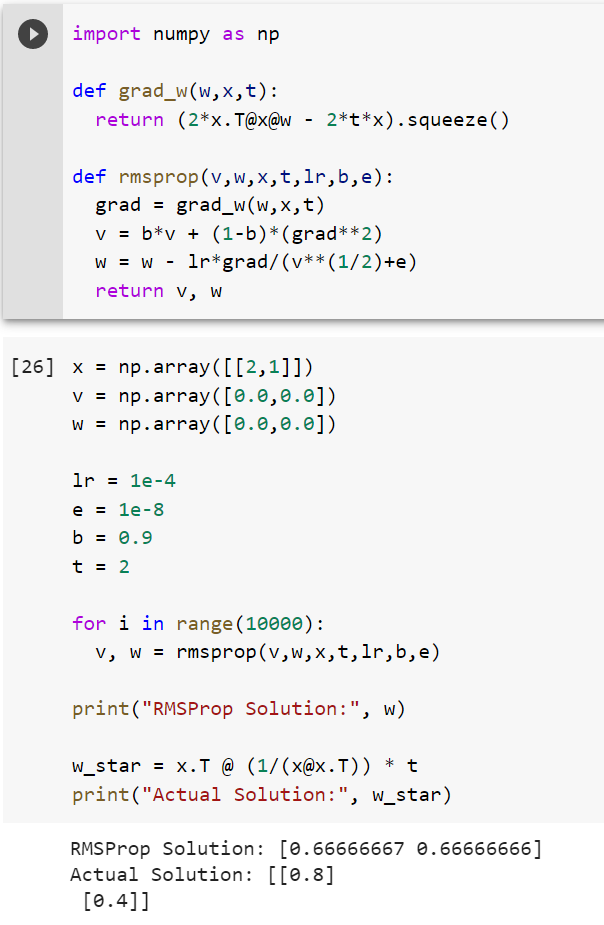 import numpy as np
def grad_w(w,x,t):
return (2*x.T@x@w - 2*t*x).squeeze()
def rmsprop(v,w,x,t,lr,b,e):
grad = grad_w(w,x,t)
v = b*v + (1-b)*(grad**2)
w = w - lr*grad/(v**(1/2)+e)
return v, w
[26] x = np.array([[2,1]])
v = np.array([0.0,0.0])
w = np.array([0.0,0.0])
lr = 1e-4
e = 1e-8
b = 0.9
t = 2
for i in range(10000):
v, w = rmsprop(v,w,x,t,lr,b,e)
print("RMSProp Solution:", w)
w_star = x.T @ (1/(x@x.T)) * t
print("Actual Solution:", w_star)
RMSProp Solution: [0.66666667 0.66666666]
Actual Solution: [[0.8]
[0.4]]